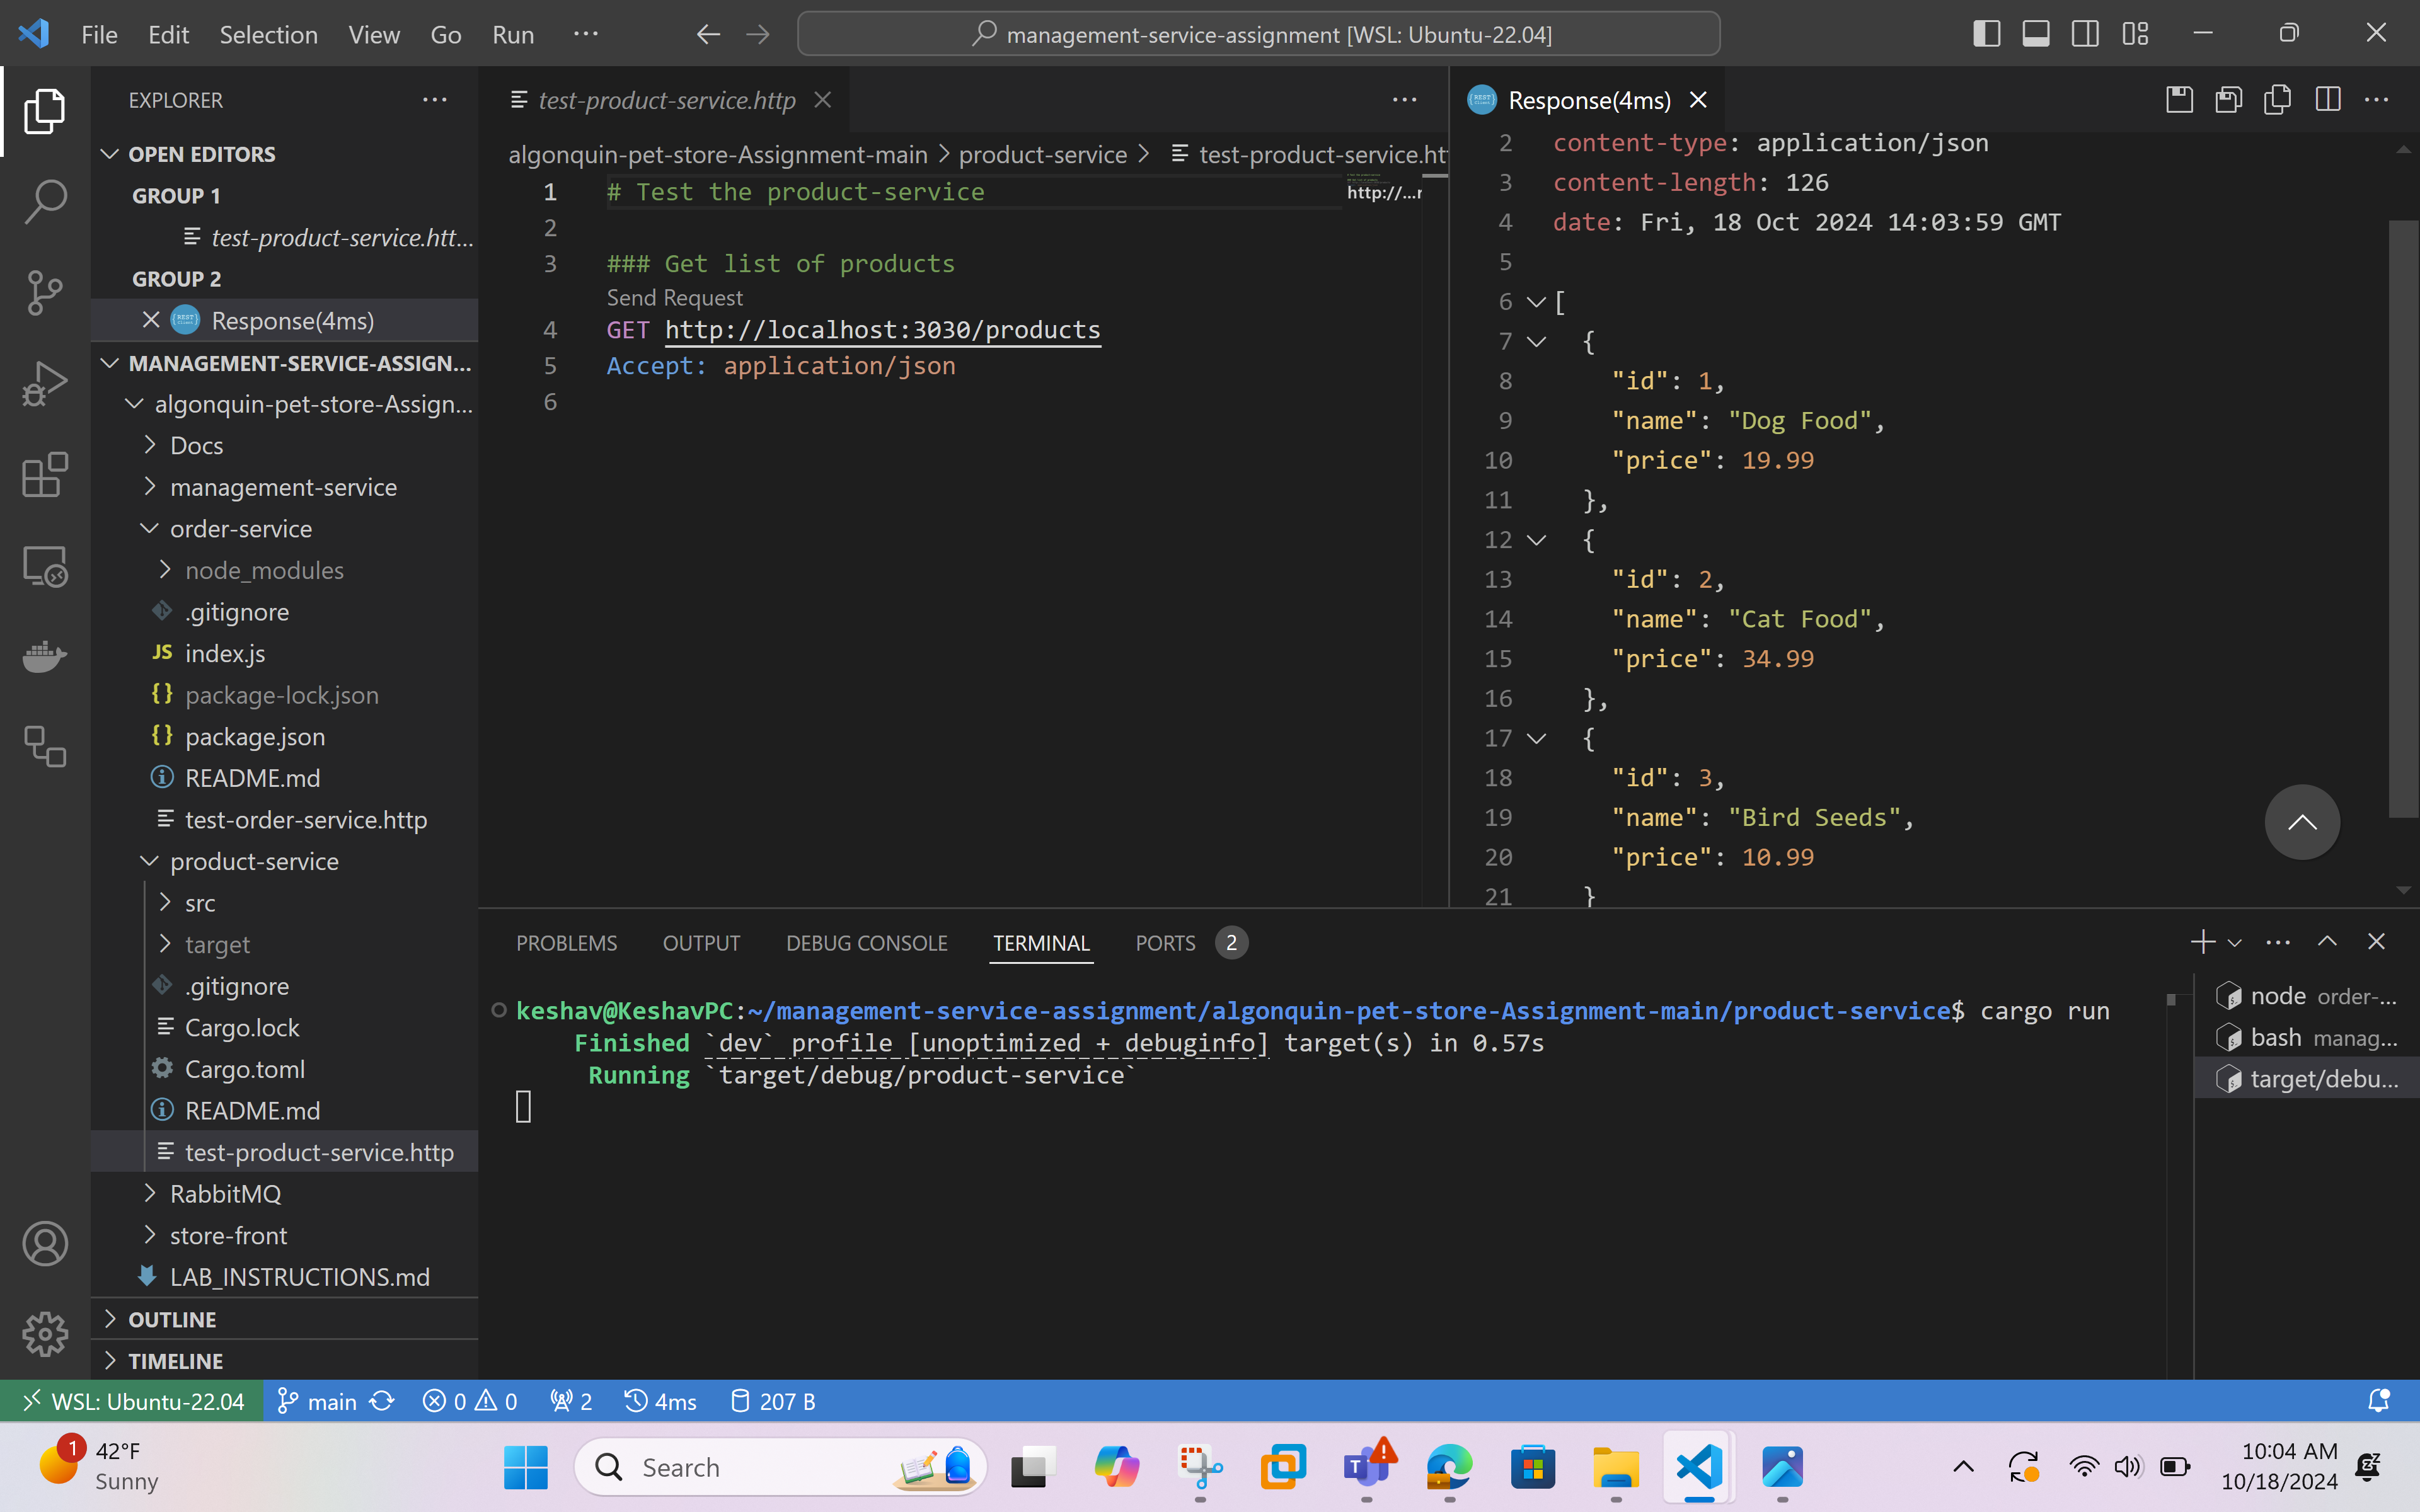 File Edit Selection View Go Run ···
management-service-assignment [WSL: Ubuntu-22.04]
EXPLORER
OPEN EDITORS
GROUP 1
test-product-service.htt...
GROUP 2
Response(4ms)
MANAGEMENT-SERVICE-ASSIGN...
algonquin-pet-store-Assign...
Docs
management-service
order-service
node_modules
.gitignore
JS index.js
{} package-lock.json
{} package.json
README.md
test-order-service.http
product-service
src
target
.gitignore
Cargo.lock
Cargo.toml
README.md
test-product-service.http
RabbitMQ
store-front
LAB_INSTRUCTIONS.md
OUTLINE
TIMELINE
test-product-service.http
algonquin-pet-store-Assignment-main > product-service > test-product-service.ht
1 # Test the product-service
http://...r
2
3 ### Get list of products
Send Request
4 GET http://localhost:3030/products
5 Accept: application/json
6
Response(4ms)
2 content-type: application/json
3 content-length: 126
4 date: Fri, 18 Oct 2024 14:03:59 GMT
5
6 [
7 {
8 "id": 1,
9 "name": "Dog Food",
10 "price": 19.99
11 },
12 {
13 "id": 2,
14 "name": "Cat Food",
15 "price": 34.99
16 },
17 {
18 "id": 3,
19 "name": "Bird Seeds",
20 "price": 10.99
21 }
PROBLEMS OUTPUT DEBUG CONSOLE TERMINAL PORTS 2
keshav@KeshavPC:~/management-service-assignment/algonquin-pet-store-Assignment-main/product-service$ cargo run
Finished `dev` profile [unoptimized + debuginfo] target(s) in 0.57s
Running `target/debug/product-service`
node order-...
bash manag...
target/debu...
WSL: Ubuntu-22.04 main 0 0 2 4ms 207 B
1
42°F
Sunny
Search
10:04 AM
10/18/2024